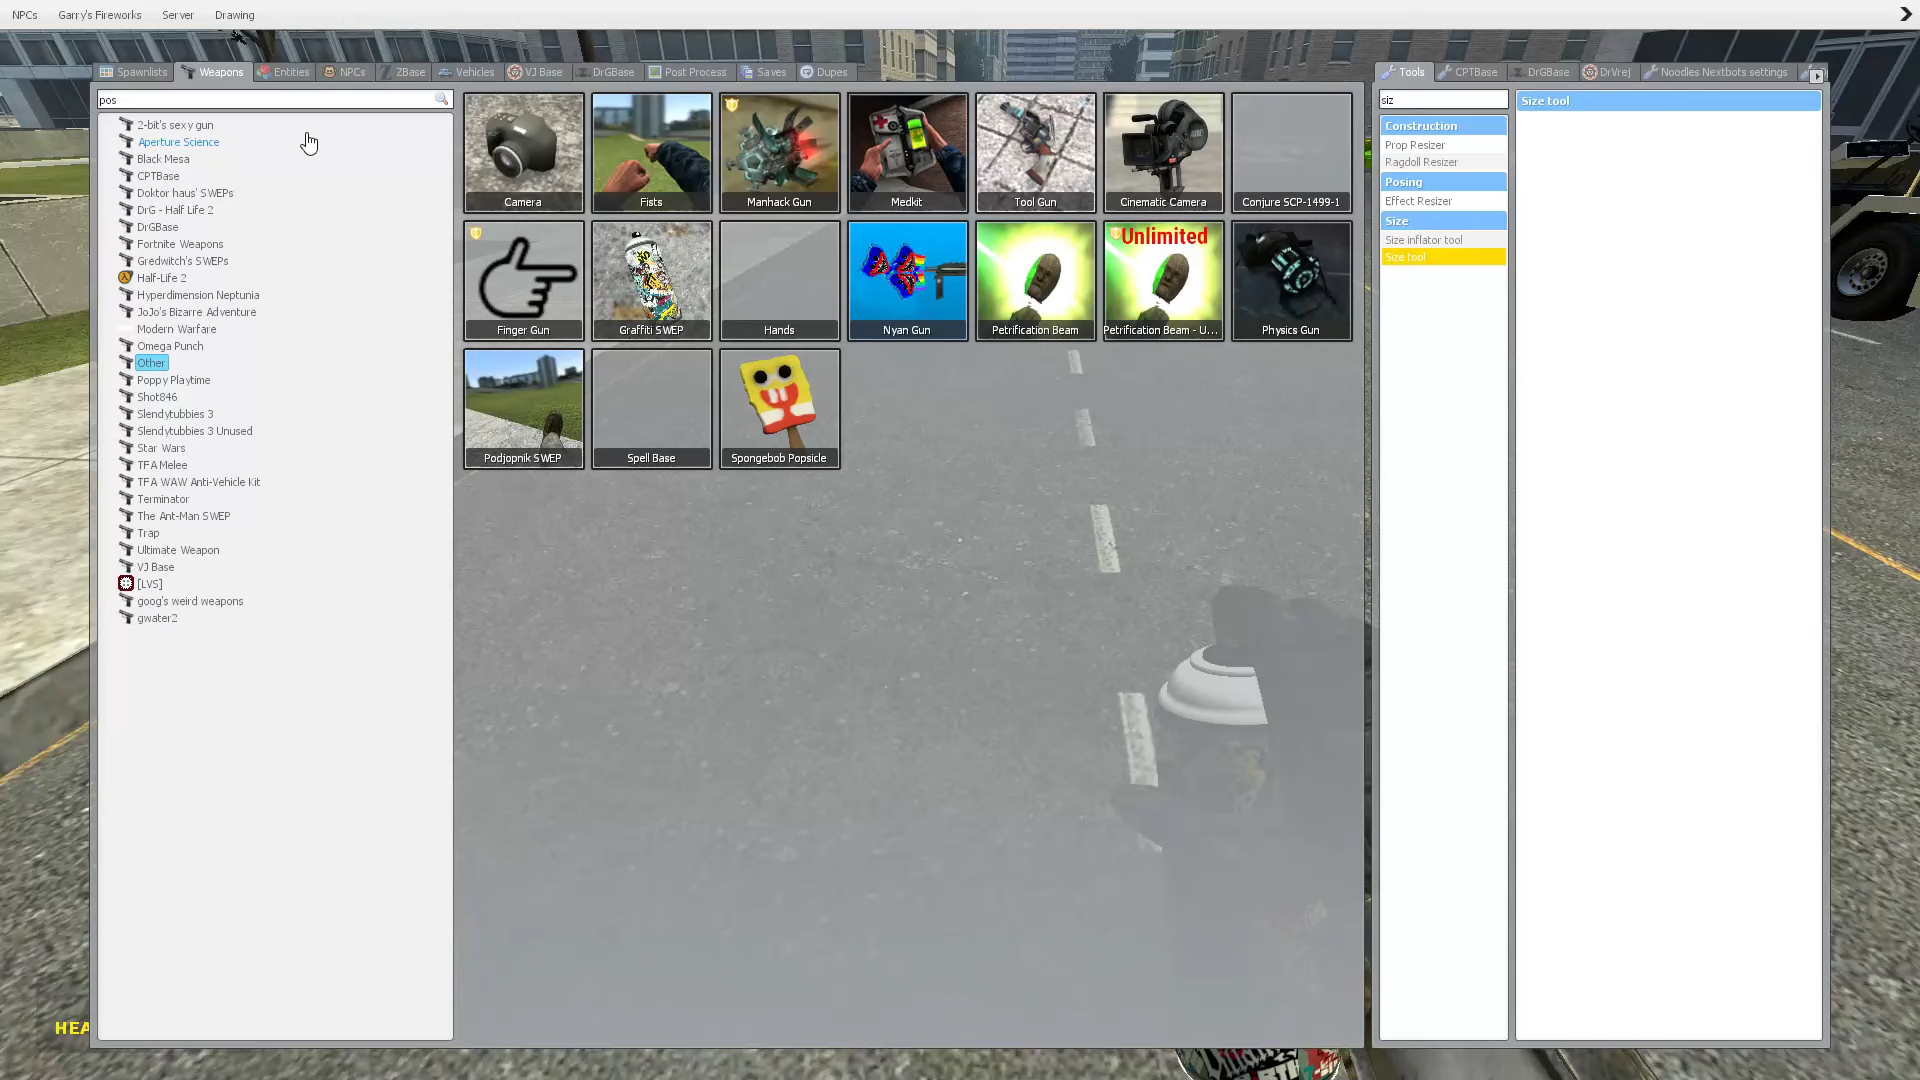 NPCs Garry's Fireworks Server Drawing
Spawnlists Weapons Entities NPCs ZBase Vehicles VJ Base DrGBase Post Process Saves Dupes
Tools CPTBase DrGBase DrVrej Noodles Nextbots settings
pos
2-bit's sexy gun
Aperture Science
Black Mesa
CPTBase
Doktor haus' SWEPs
DrG - Half Life 2
DrGBase
Fortnite Weapons
Gredwitch's SWEPs
Half-Life 2
Hyperdimension Neptunia
JoJo's Bizarre Adventure
Modern Warfare
Omega Punch
Other
Poppy Playtime
Shot846
Slendytubbies 3
Slendytubbies 3 Unused
Star Wars
TFA Melee
TFA WAW Anti-Vehicle Kit
Terminator
The Ant-Man SWEP
Trap
Ultimate Weapon
VJ Base
[LVS]
goog's weird weapons
gwater2
Camera Fists Manhack Gun Medkit Tool Gun Cinematic Camera Conjure SCP-1499-1
Unlimited
Finger Gun Graffiti SWEP Hands Nyan Gun Petrification Beam Petrification Beam - U... Physics Gun
Podjopnik SWEP Spell Base Spongebob Popsicle
siz
Construction
Prop Resizer
Ragdoll Resizer
Posing
Effect Resizer
Size
Size inflator tool
Size tool
Size tool
HEA